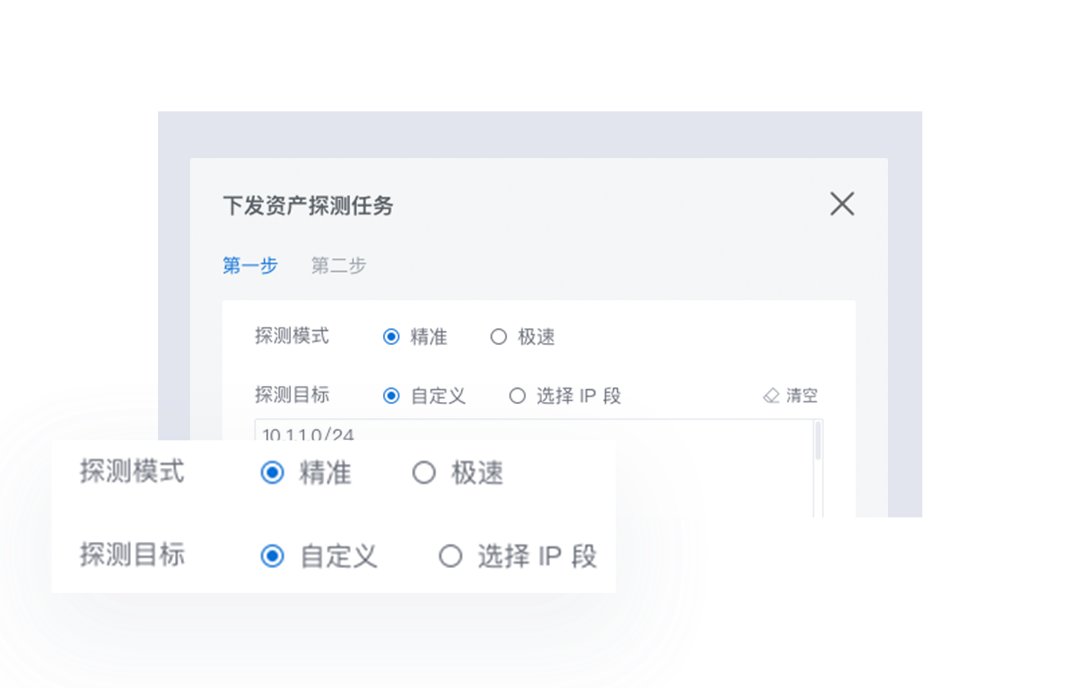 下发资产探测任务
第一步 第二步
探测模式 精准 极速
探测目标 自定义 选择 IP 段 清空
10.1.1.0/24
探测模式 精准 极速
探测目标 自定义 选择 IP 段